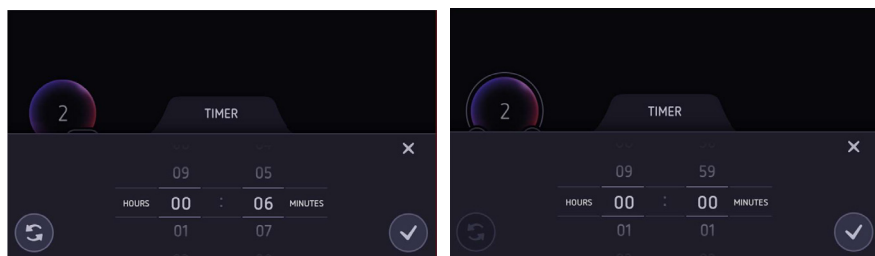 2
TIMER
09 05
HOURS 00 : 06 MINUTES
01 07
2
TIMER
09 59
HOURS 00 : 00 MINUTES
01 01